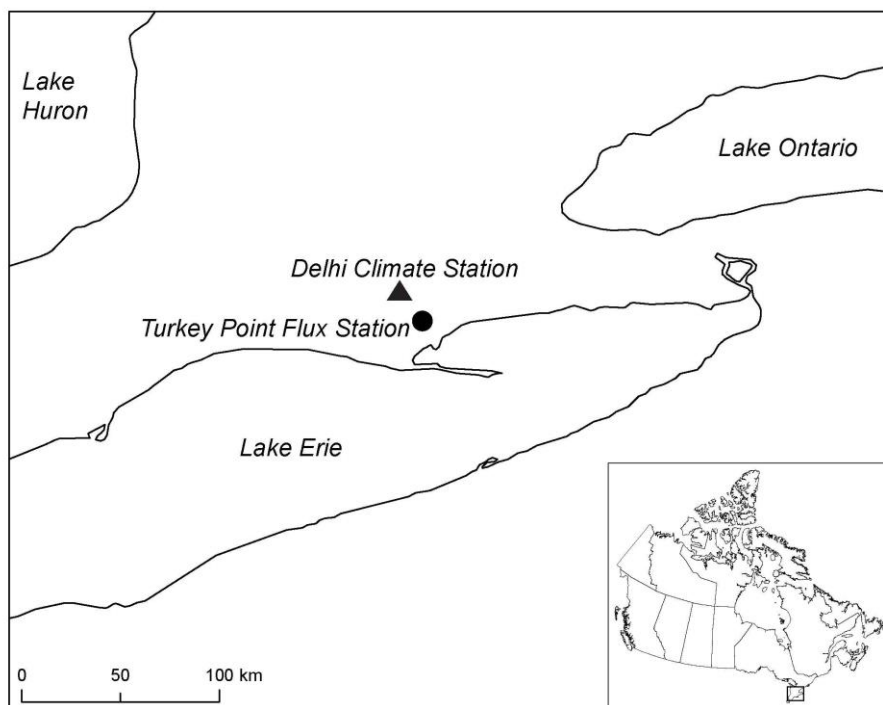 Lake
Huron
Lake Ontario
Delhi Climate Station
Turkey Point Flux Station
Lake Erie
0 50 100 km